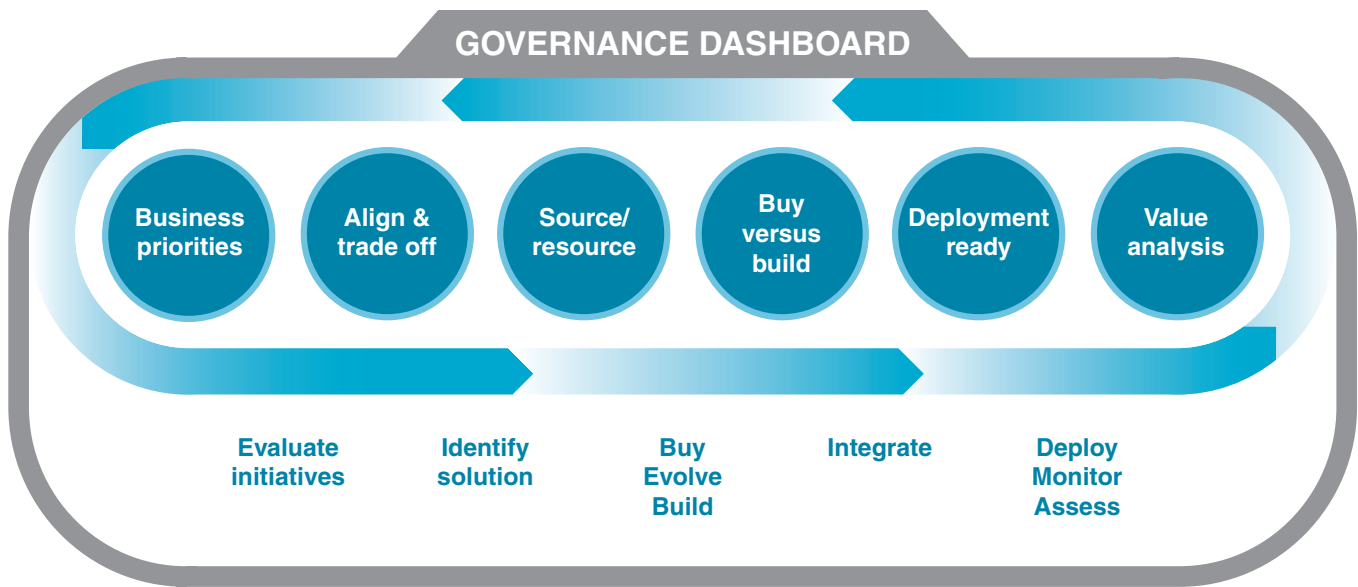 GOVERNANCE DASHBOARD
Business
priorities
Align &
trade off
Source/
resource
Buy
versus
build
Deployment
ready
Value
analysis
Evaluate
initiatives
Identify
solution
Buy
Evolve
Build
Integrate
Deploy
Monitor
Assess